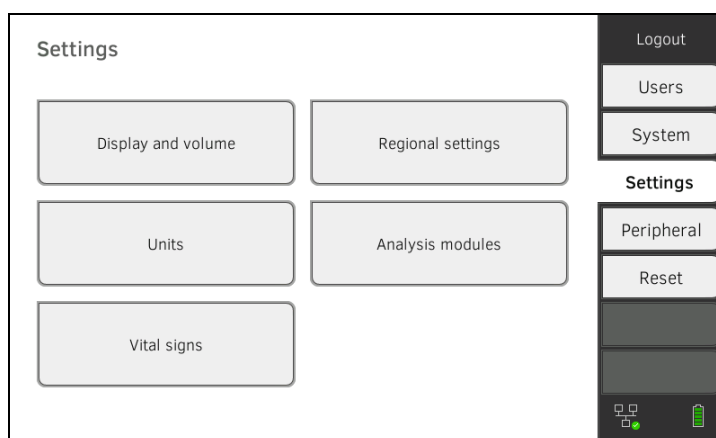 Settings
Display and volume
Regional settings
Units
Analysis modules
Vital signs
Logout
Users
System
Settings
Peripheral
Reset